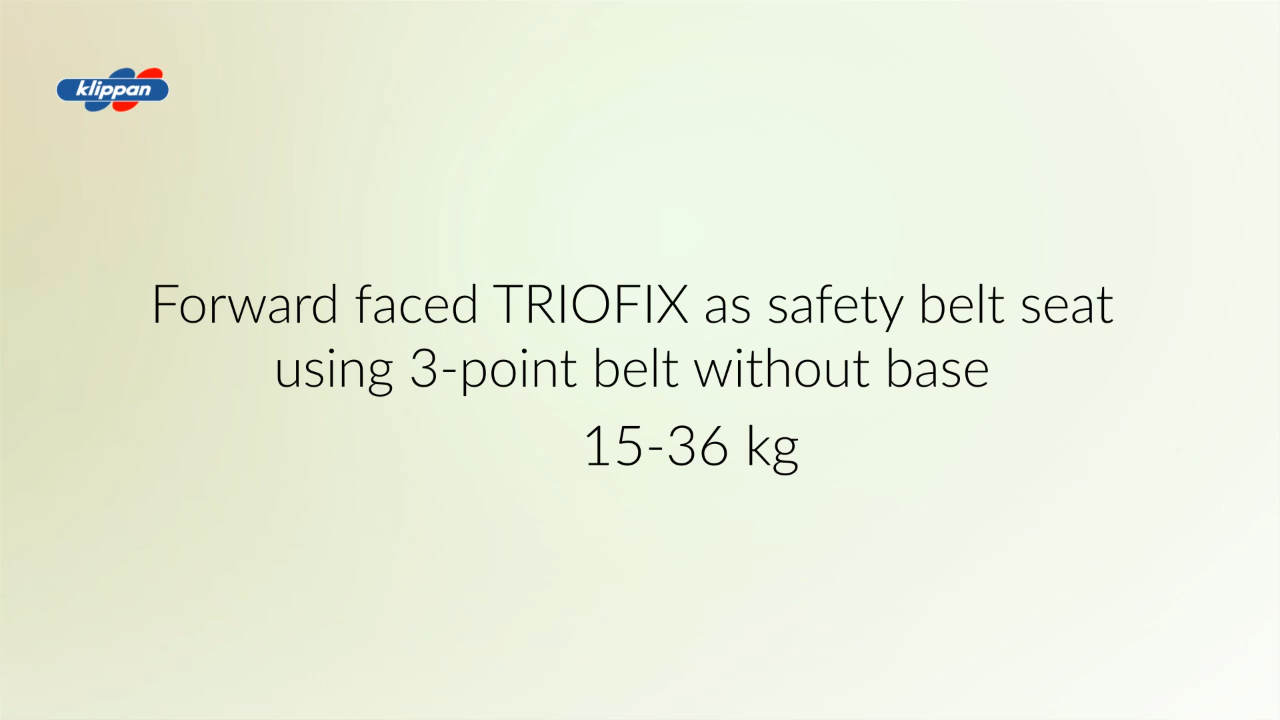 klippan
Forward faced TRIOFIX as safety belt seat
using 3-point belt without base
15-36 kg